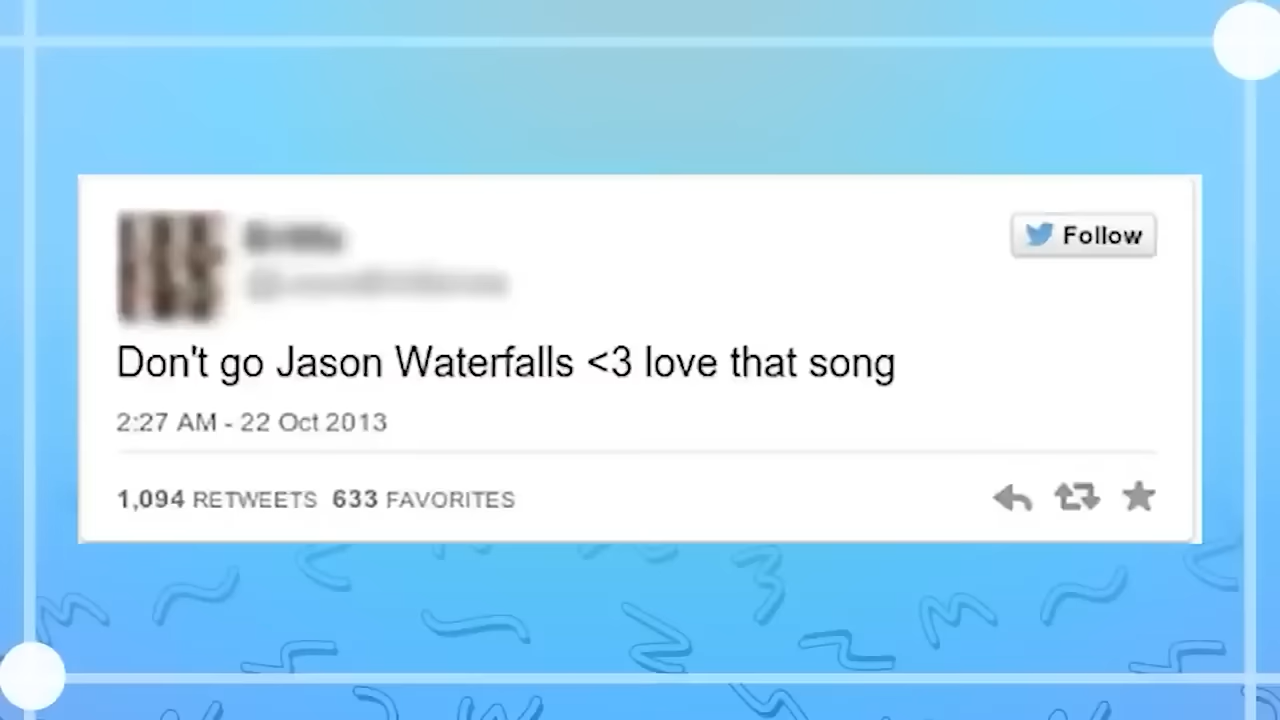 Follow
Don't go Jason Waterfalls <3 love that song
2:27 AM - 22 Oct 2013
1,094 RETWEETS 633 FAVORITES